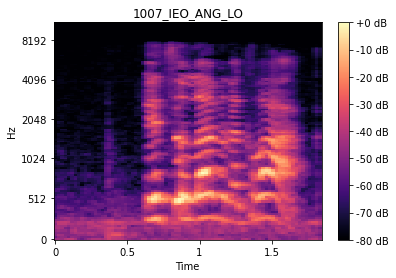 1007_IEO_ANG_LO
8192
4096
2048
1024
512
0
Hz
0
0.5
1
1.5
Time
+0 dB
-10 dB
-20 dB
-30 dB
-40 dB
-50 dB
-60 dB
-70 dB
-80 dB